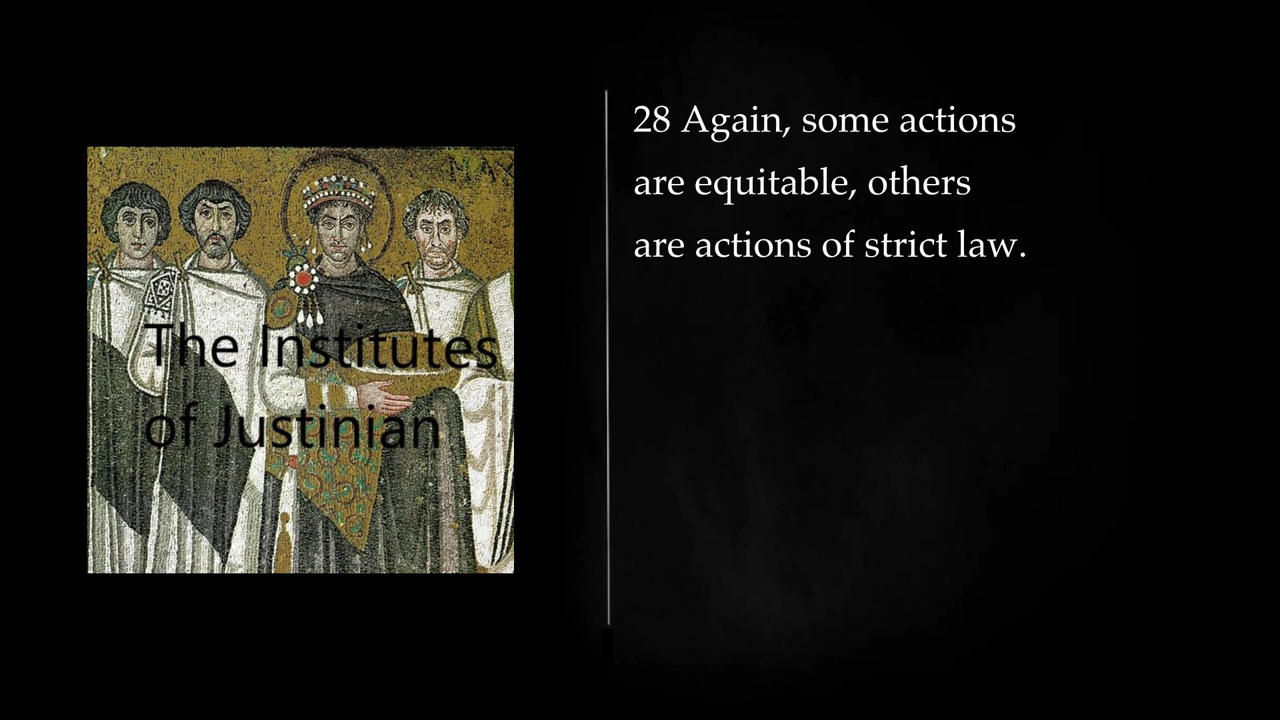 The Institutes
of Justinian
28 Again, some actions
are equitable, others
are actions of strict law.